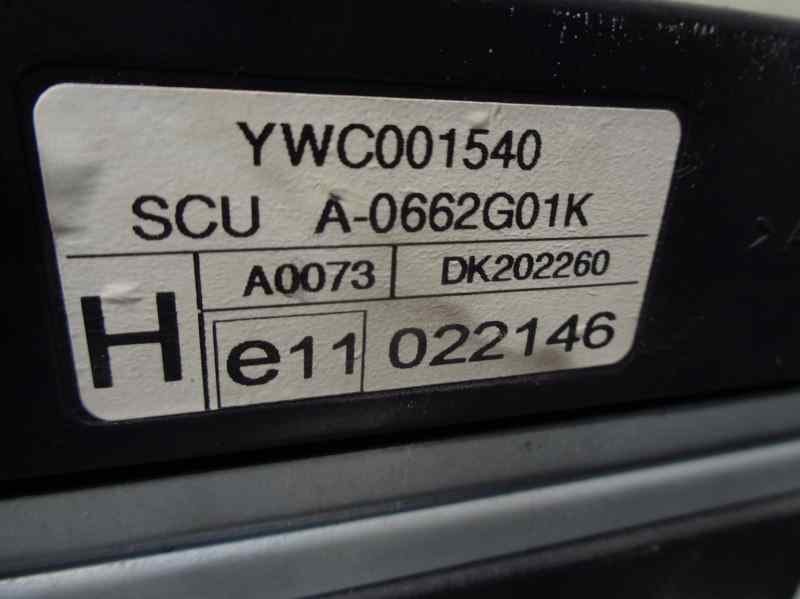 YWC001540
SCU A-0662G01K
A0073 DK202260
H e11 022146